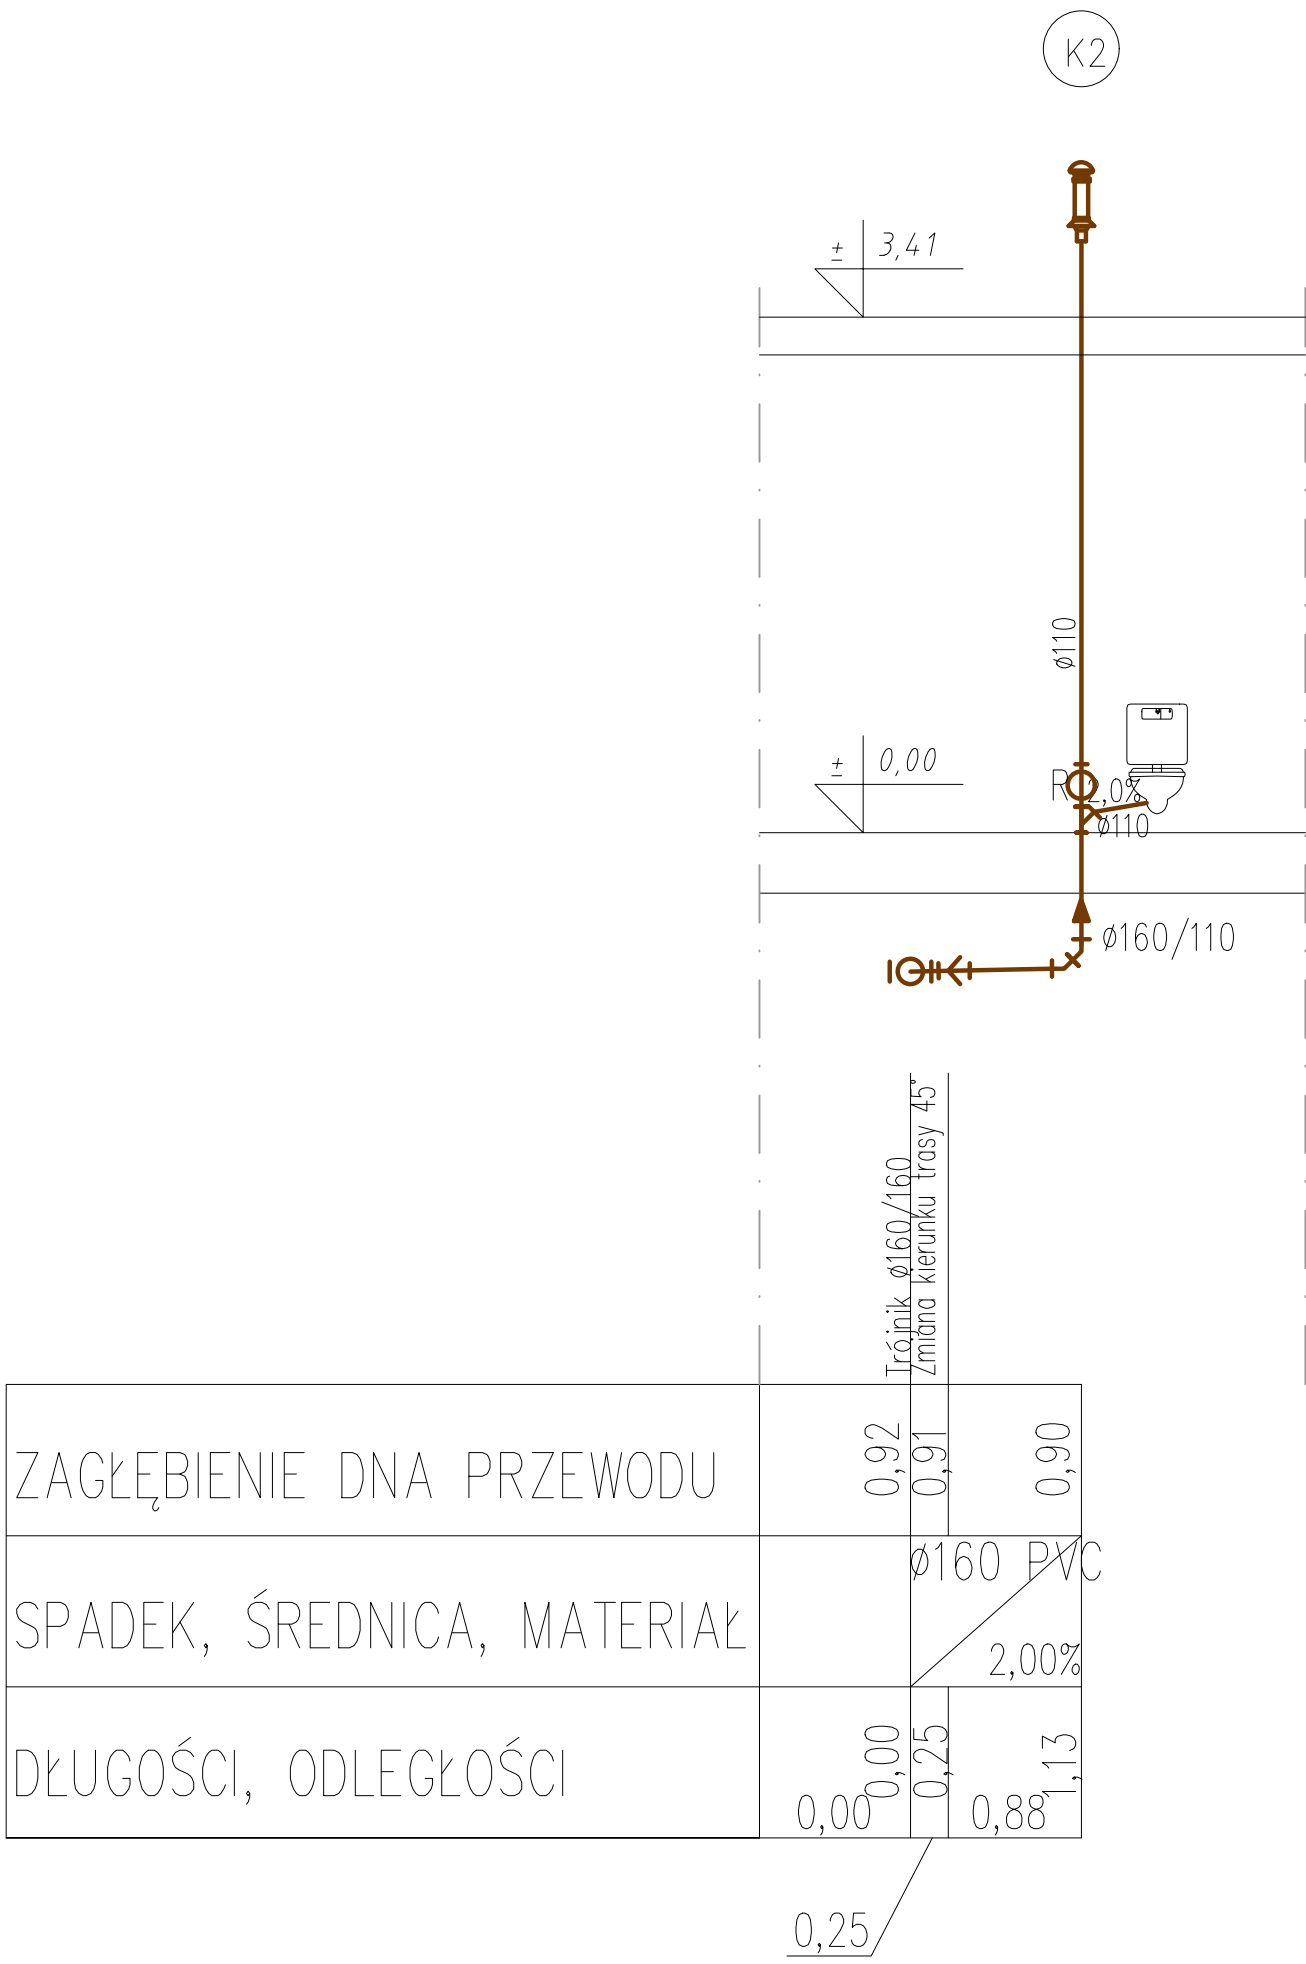 K2
± 3,41
ø110
± 0,00
R
2,0%
ø110
ø160/110
Trójnik ø160/160
Zmiana kierunku trasy 45°
ZAGŁĘBIENIE DNA PRZEWODU
0,92
0,91
0,90
SPADEK, ŚREDNICA, MATERIAŁ
ø160 PVC
2,00%
DŁUGOŚCI, ODLEGŁOŚCI
0,00
0,25
1,13
0,00
0,88
0,25